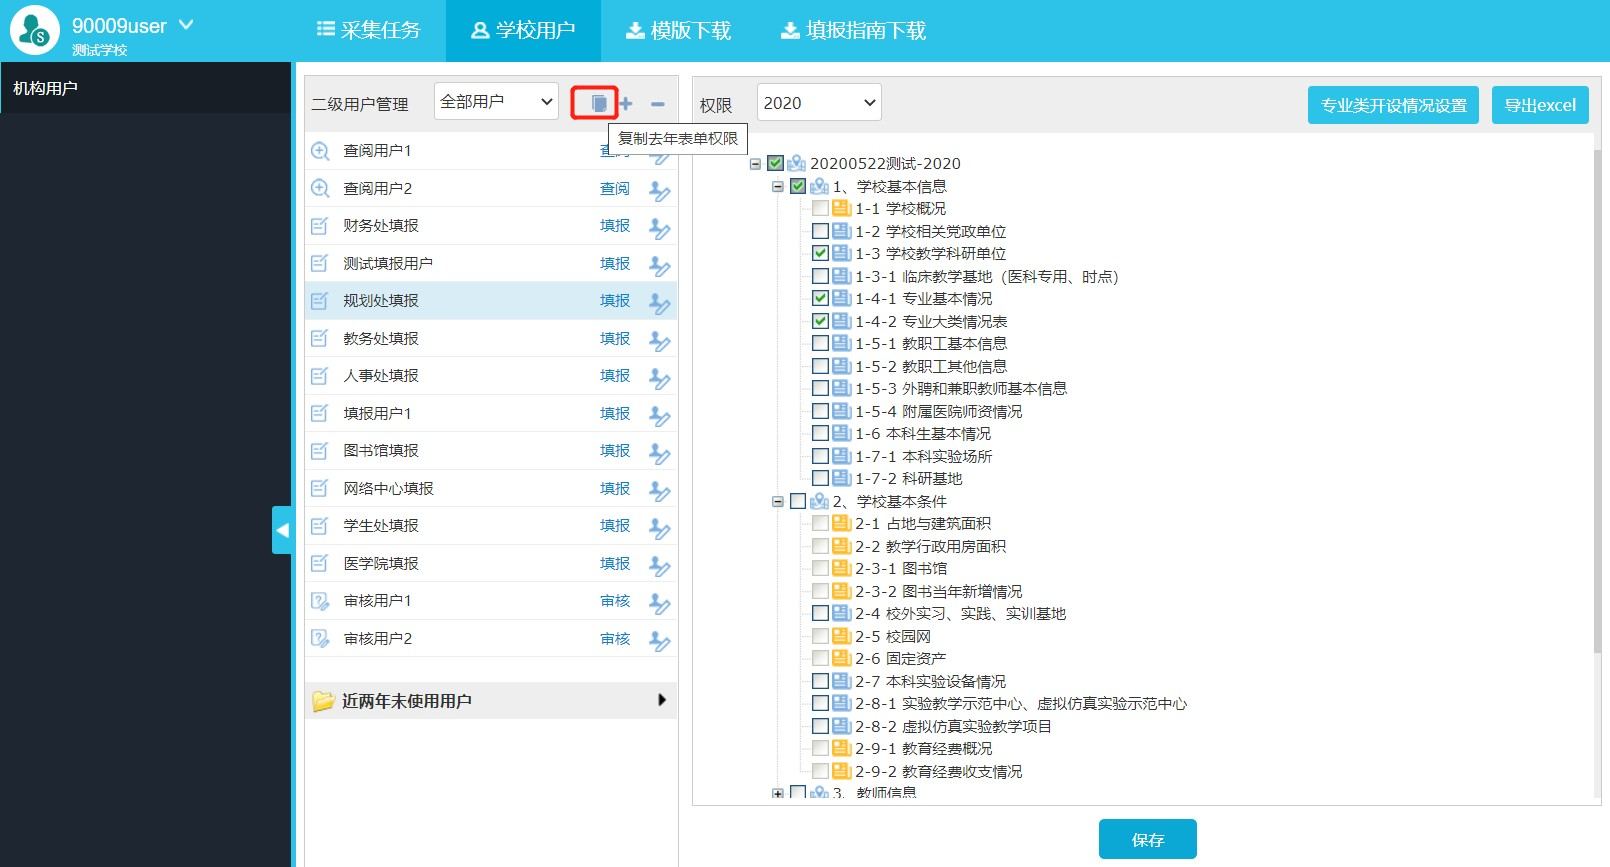 90009user
测试学校
采集任务
学校用户
模版下载
填报指南下载
机构用户
二级用户管理
全部用户
复制去年表单权限
查阅用户1
查阅用户2 查阅
财务处填报 填报
测试填报用户 填报
规划处填报 填报
教务处填报 填报
人事处填报 填报
填报用户1 填报
图书馆填报 填报
网络中心填报 填报
学生处填报 填报
医学院填报 填报
审核用户1 审核
审核用户2 审核
近两年未使用用户
权限
2020
专业类开设情况设置
导出excel
20200522测试-2020
1、学校基本信息
1-1 学校概况
1-2 学校相关党政单位
1-3 学校教学科研单位
1-3-1 临床教学基地（医科专用、时点）
1-4-1 专业基本情况
1-4-2 专业大类情况表
1-5-1 教职工基本信息
1-5-2 教职工其他信息
1-5-3 外聘和兼职教师基本信息
1-5-4 附属医院师资情况
1-6 本科生基本情况
1-7-1 本科实验场所
1-7-2 科研基地
2、学校基本条件
2-1 占地与建筑面积
2-2 教学行政用房面积
2-3-1 图书馆
2-3-2 图书当年新增情况
2-4 校外实习、实践、实训基地
2-5 校园网
2-6 固定资产
2-7 本科实验设备情况
2-8-1 实验教学示范中心、虚拟仿真实验示范中心
2-8-2 虚拟仿真实验教学项目
2-9-1 教育经费概况
2-9-2 教育经费收支情况
3、教师信息
保存